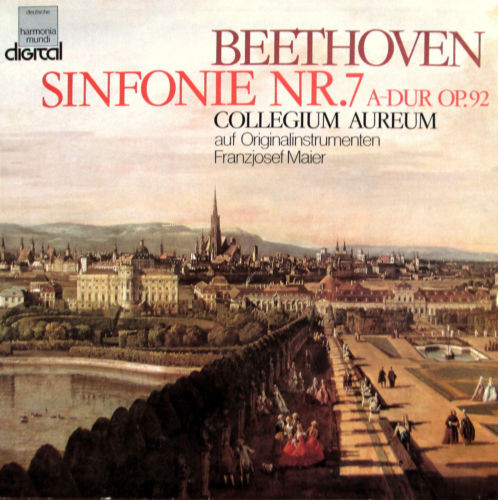 deutsche
harmonia
mundi
digital
BEETHOVEN
SINFONIE NR.7 A-DUR OP.92
COLLEGIUM AUREUM
auf Originalinstrumenten
Franzjosef Maier